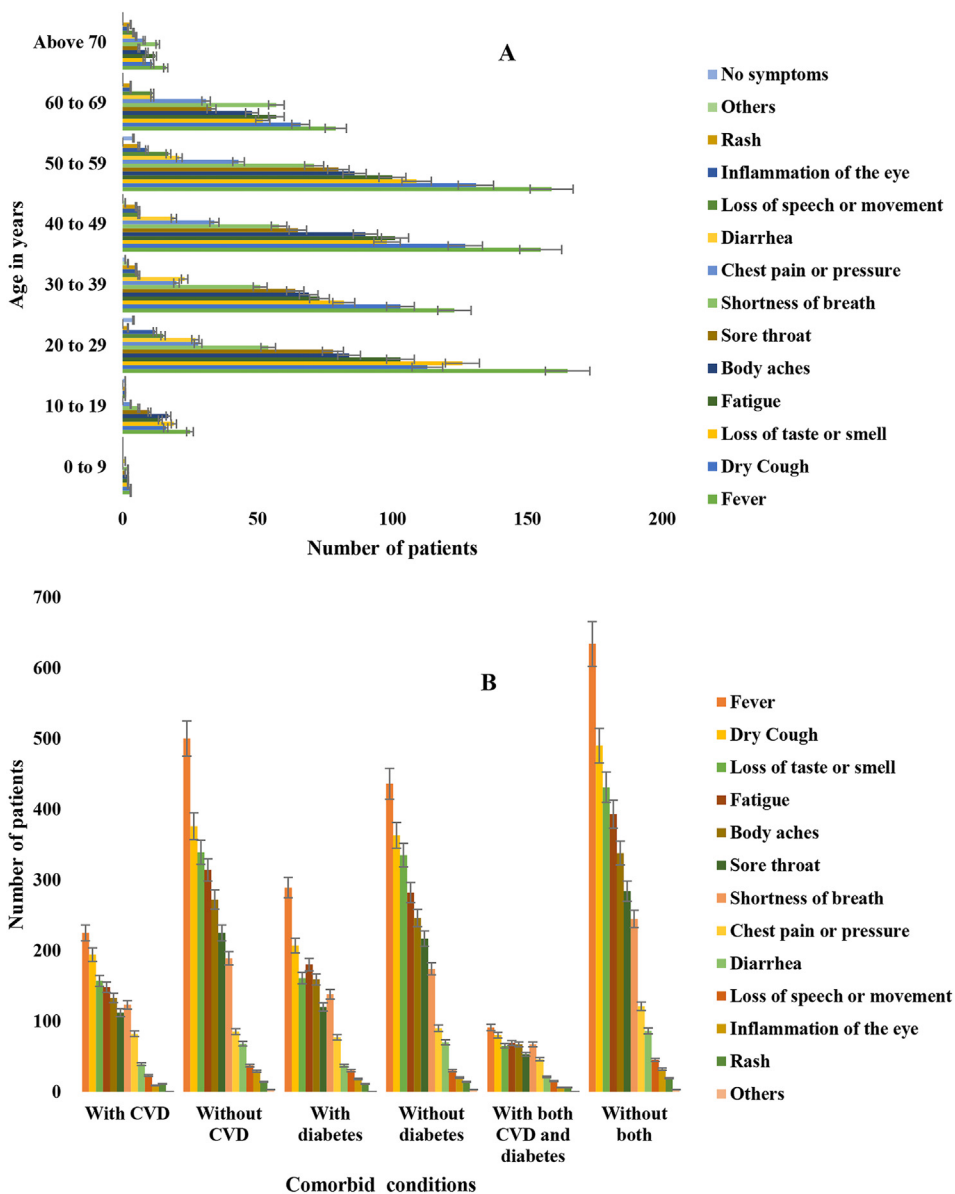 A
Above 70
60 to 69
50 to 59
40 to 49
30 to 39
20 to 29
10 to 19
0 to 9
Age in years
0 50 100 150 200
Number of patients
No symptoms
Others
Rash
Inflammation of the eye
Loss of speech or movement
Diarrhea
Chest pain or pressure
Shortness of breath
Sore throat
Body aches
Fatigue
Loss of taste or smell
Dry Cough
Fever
B
700
600
500
400
300
200
100
0
Number of patients
With CVD
Without
CVD
With
diabetes
Without
diabetes
With both
CVD and
diabetes
Without
both
Comorbid conditions
Fever
Dry Cough
Loss of taste or smell
Fatigue
Body aches
Sore throat
Shortness of breath
Chest pain or pressure
Diarrhea
Loss of speech or movement
Inflammation of the eye
Rash
Others